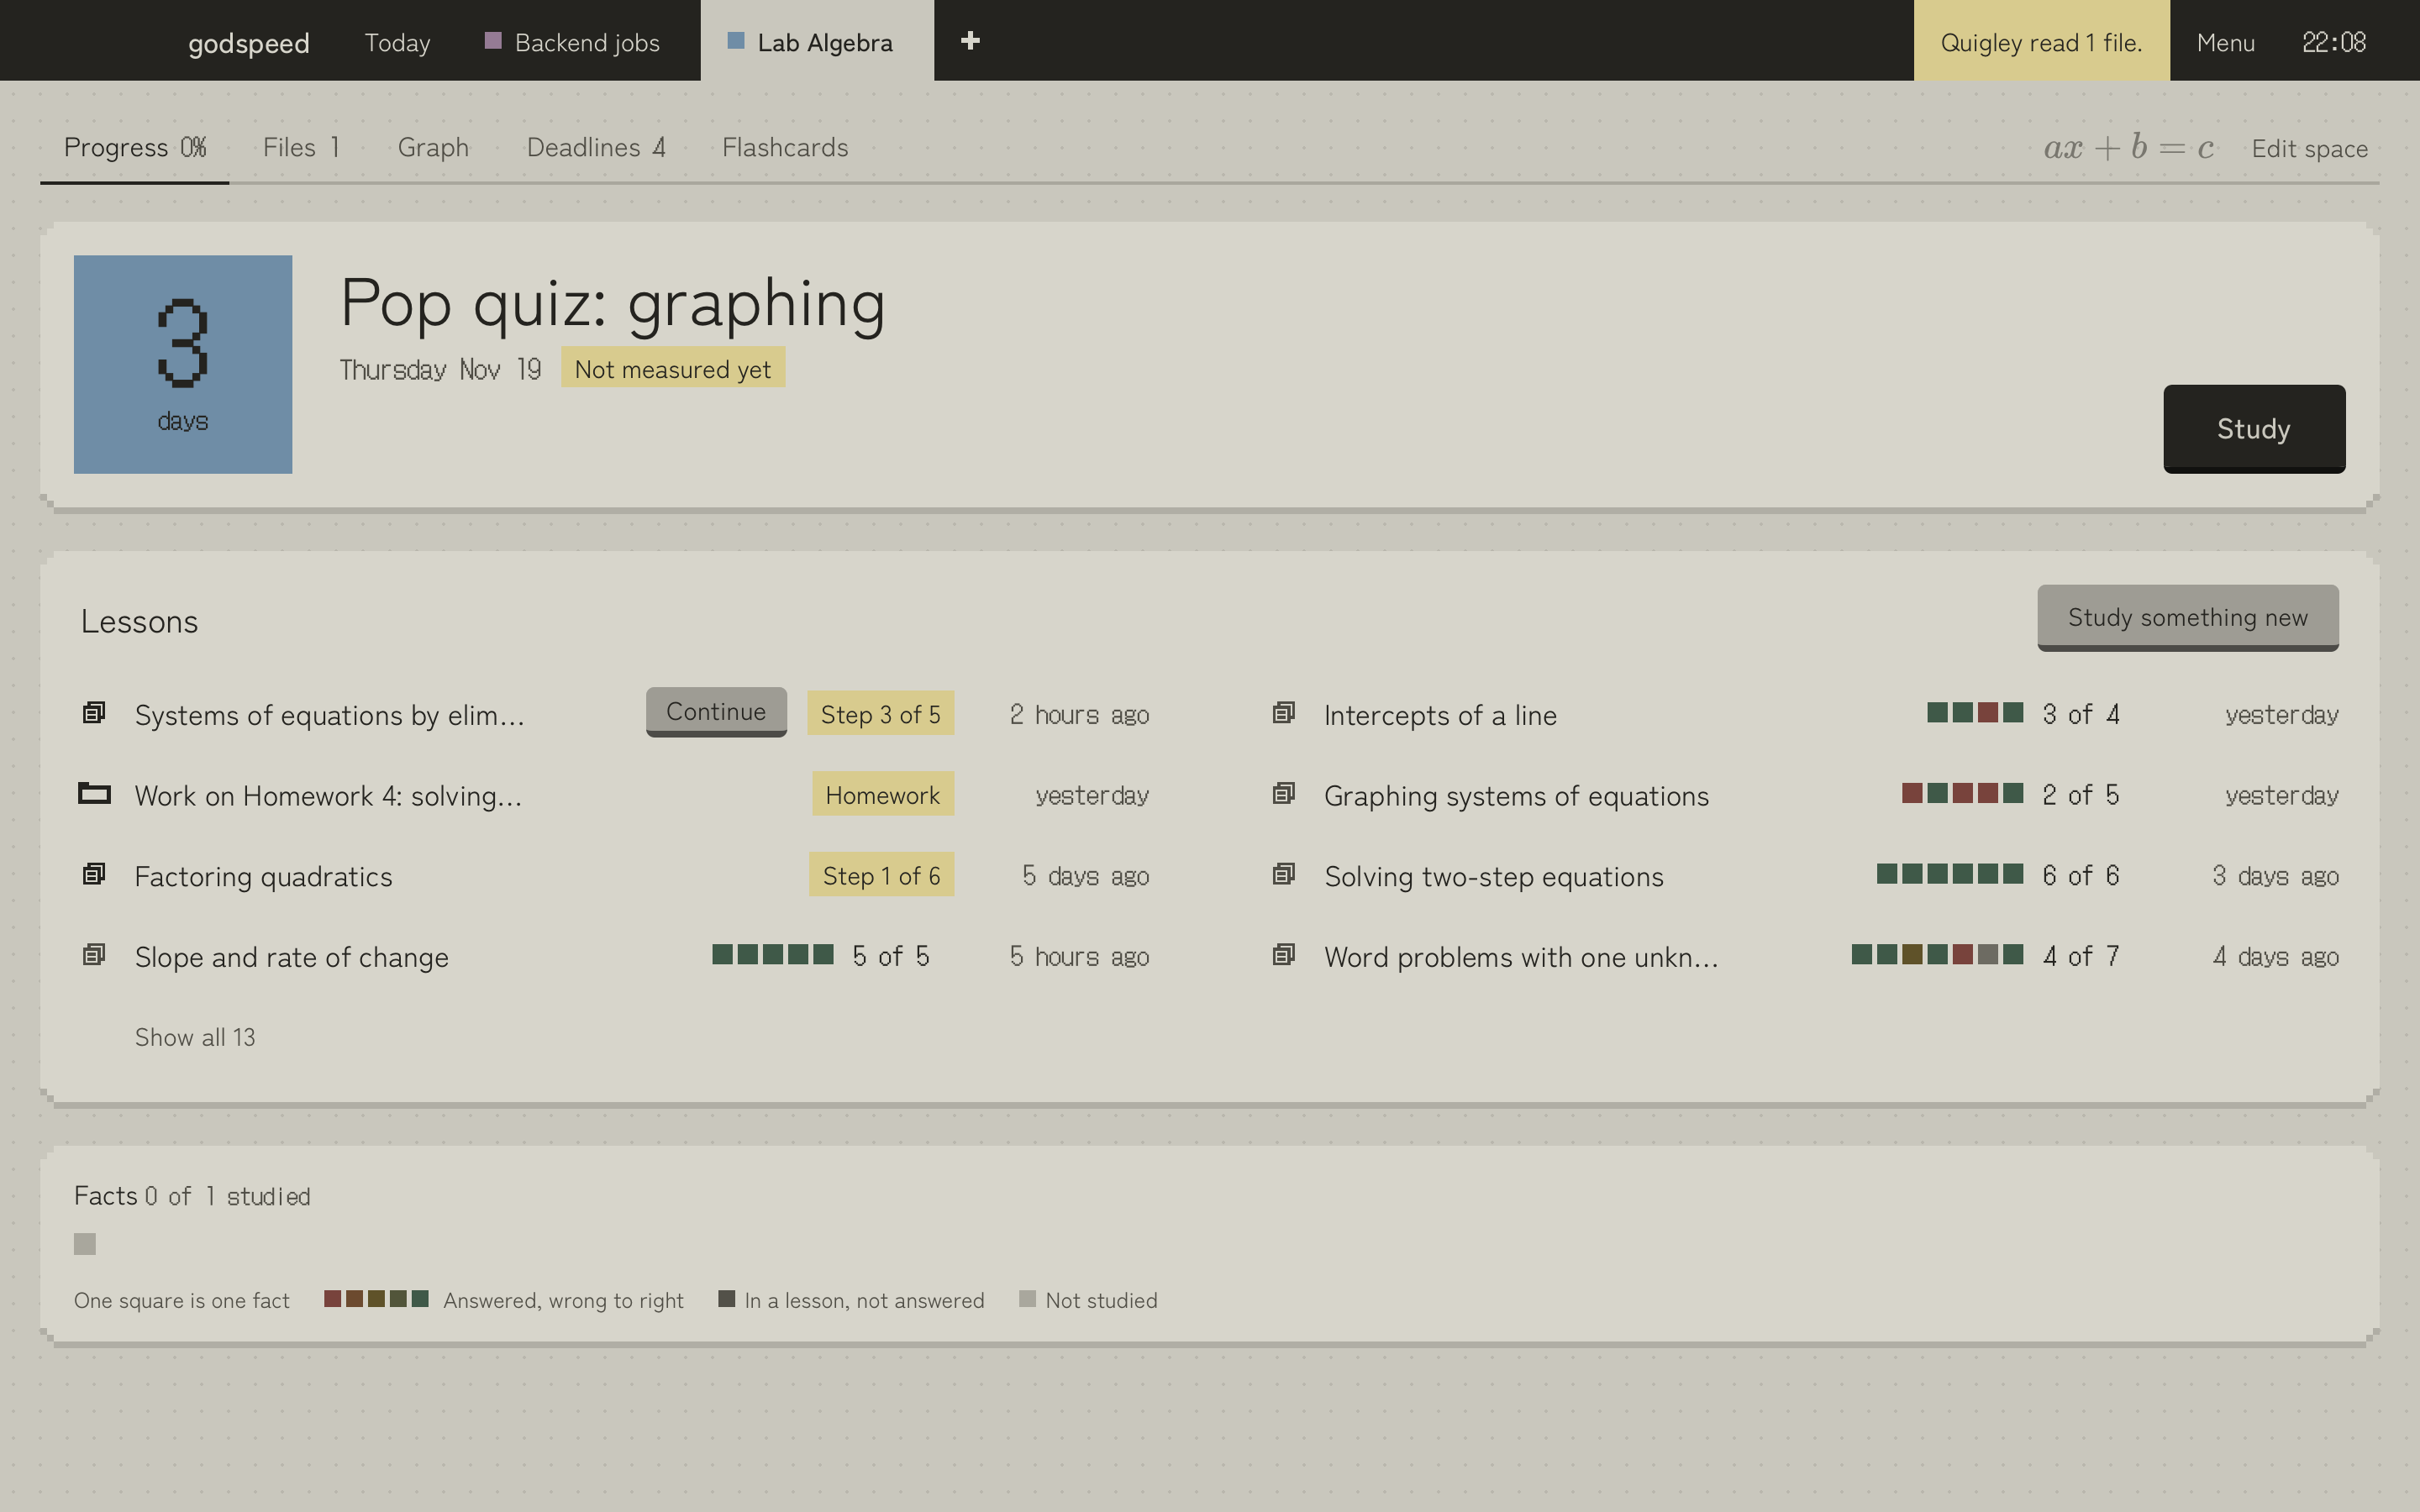 godspeed Today Backend jobs Lab Algebra + Quigley read 1 file. Menu 22:08
Progress 0% Files 1 Graph Deadlines 4 Flashcards ax + b = c Edit space
3
days
Pop quiz: graphing
Thursday Nov 19 Not measured yet
Study
Lessons
Study something new
Systems of equations by elim... Continue Step 3 of 5 2 hours ago
Work on Homework 4: solving... Homework yesterday
Factoring quadratics Step 1 of 6 5 days ago
Slope and rate of change 5 of 5 5 hours ago
Show all 13
Intercepts of a line 3 of 4 yesterday
Graphing systems of equations 2 of 5 yesterday
Solving two-step equations 6 of 6 3 days ago
Word problems with one unkn... 4 of 7 4 days ago
Facts 0 of 1 studied
One square is one fact Answered, wrong to right In a lesson, not answered Not studied